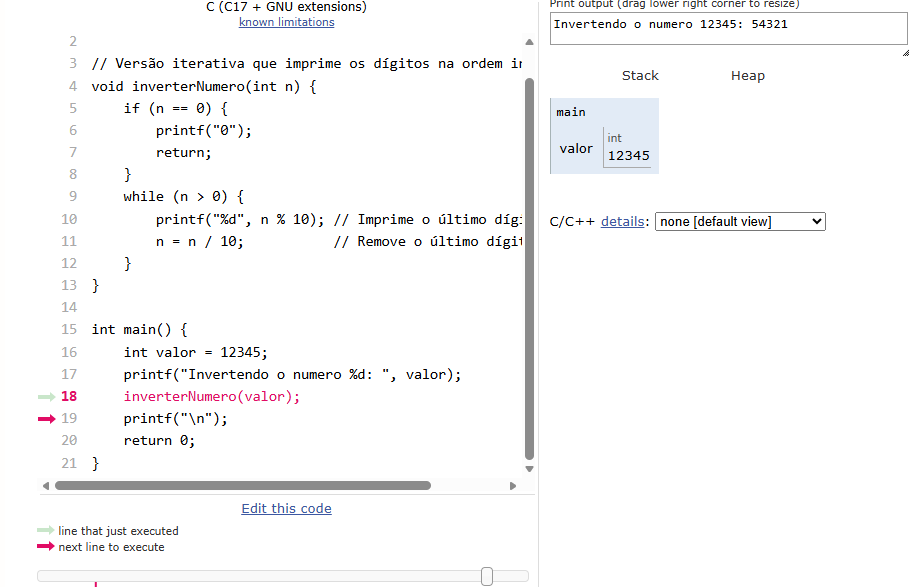 C (C17 + GNU extensions)
known limitations
2
3 // Versão iterativa que imprime os dígitos na ordem in
4 void inverterNumero(int n) {
5     if (n == 0) {
6         printf("0");
7         return;
8     }
9     while (n > 0) {
10         printf("%d", n % 10); // Imprime o último díg
11         n = n / 10;           // Remove o último dígit
12     }
13 }
14
15 int main() {
16     int valor = 12345;
17     printf("Invertendo o numero %d: ", valor);
18     inverterNumero(valor);
19     printf("\n");
20     return 0;
21 }
Edit this code
line that just executed
next line to execute
Print output (drag lower right corner to resize)
Invertendo o numero 12345: 54321
Stack Heap
main
int
valor 12345
C/C++ details: none [default view]